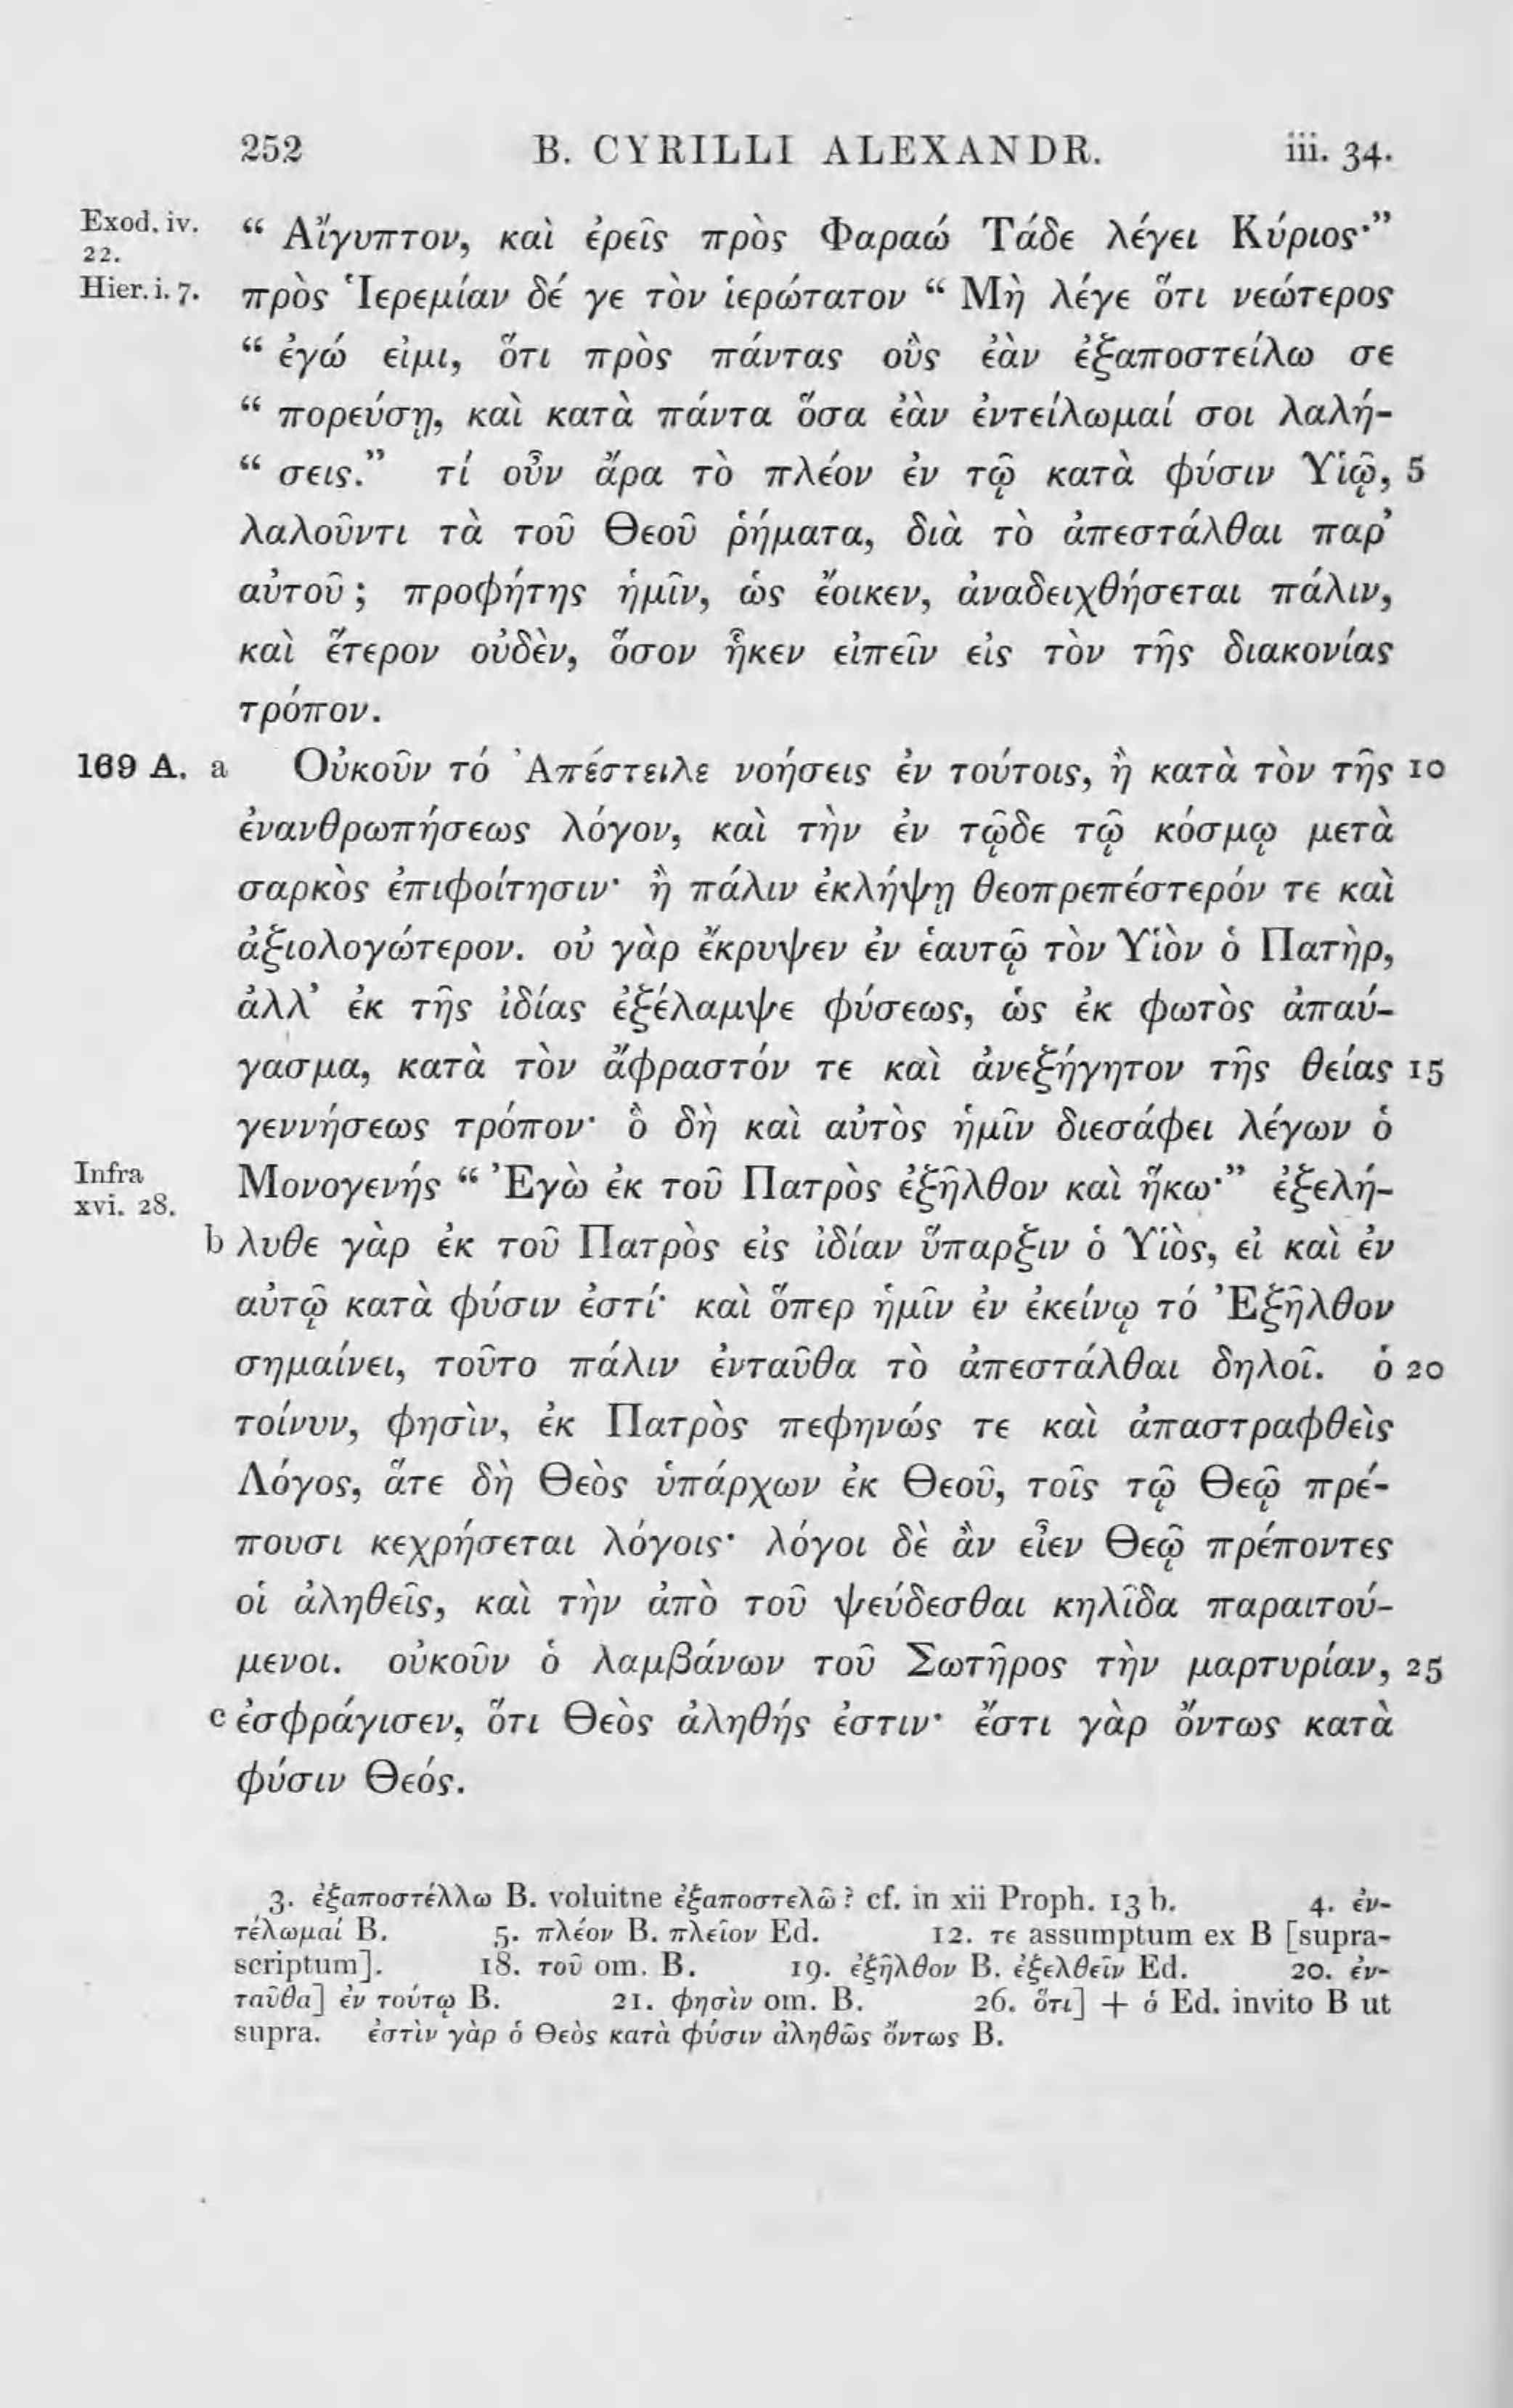 252 B. CYRILLI ALEXANDR. iii. 34.
Exod. iv. 22. “ Αἴγυπτον, καὶ ἐρεῖς πρὸς Φαραώ Τάδε λέγει Κύριος·”
Hier. i. 7. πρὸς Ἱερεμίαν δέ γε τὸν ἱερώτατον “ Μὴ λέγε ὅτι νεώτερος
“ ἐγώ εἰμι, ὅτι πρὸς πάντας οὓς ἐὰν ἐξαποστείλω σε
“ πορεύσῃ, καὶ κατὰ πάντα ὅσα ἐὰν ἐντείλωμαί σοι λαλή-
“ σεις.” τί οὖν ἄρα τὸ πλέον ἐν τῷ κατὰ φύσιν Υἱῷ, 5
λαλοῦντι τὰ τοῦ Θεοῦ ῥήματα, διὰ τὸ ἀπεστάλθαι παρ’
αὐτοῦ ; προφήτης ἡμῖν, ὡς ἔοικεν, ἀναδειχθήσεται πάλιν,
καὶ ἕτερον οὐδὲν, ὅσον ἧκεν εἰπεῖν εἰς τὸν τῆς διακονίας
τρόπον.
169 A. a Οὐκοῦν τό Ἀπέστειλε νοήσεις ἐν τούτοις, ἢ κατὰ τὸν τῆς 10
ἐνανθρωπήσεως λόγον, καὶ τὴν ἐν τῷδε τῷ κόσμῳ μετὰ
σαρκὸς ἐπιφοίτησιν· ἢ πάλιν ἐκλήψῃ θεοπρεπέστερόν τε καὶ
ἀξιολογώτερον. οὐ γὰρ ἔκρυψεν ἐν ἑαυτῷ τὸν Υἱὸν ὁ Πατὴρ,
ἀλλ’ ἐκ τῆς ἰδίας ἐξέλαμψε φύσεως, ὡς ἐκ φωτὸς ἀπαύ-
γασμα, κατὰ τὸν ἄφραστόν τε καὶ ἀνεξήγητον τῆς θείας 15
γεννήσεως τρόπον· ὃ δὴ καὶ αὐτὸς ἡμῖν διεσάφει λέγων ὁ
Infra xvi. 28. Μονογενής “ Ἐγὼ ἐκ τοῦ Πατρὸς ἐξῆλθον καὶ ἥκω·” ἐξελή-
b λυθε γὰρ ἐκ τοῦ Πατρὸς εἰς ἰδίαν ὕπαρξιν ὁ Υἱὸς, εἰ καὶ ἐν
αὐτῷ κατὰ φύσιν ἐστί· καὶ ὅπερ ἡμῖν ἐν ἐκείνῳ τό Ἐξῆλθον
σημαίνει, τοῦτο πάλιν ἐνταῦθα τὸ ἀπεστάλθαι δηλοῖ. ὁ 20
τοίνυν, φησὶν, ἐκ Πατρὸς πεφηνώς τε καὶ ἀπαστραφθεὶς
Λόγος, ἅτε δὴ Θεὸς ὑπάρχων ἐκ Θεοῦ, τοῖς τῷ Θεῷ πρέ-
πουσι κεχρήσεται λόγοις· λόγοι δὲ ἂν εἶεν Θεῷ πρέποντες
οἱ ἀληθεῖς, καὶ τὴν ἀπὸ τοῦ ψεύδεσθαι κηλῖδα παραιτού-
μενοι. οὐκοῦν ὁ λαμβάνων τοῦ Σωτῆρος τὴν μαρτυρίαν, 25
c ἐσφράγισεν, ὅτι Θεὸς ἀληθής ἐστιν· ἔστι γὰρ ὄντως κατὰ
φύσιν Θεός.
3. ἐξαποστέλλω B. voluitne ἐξαποστελῶ ? cf. in xii Proph. 13 b. 4. ἐν-
τέλωμαί B. 5. πλέον B. πλεῖον Ed. 12. τε assumptum ex B [supra-
scriptum]. 18. τοῦ om. B. 19. ἐξῆλθον B. ἐξελθεῖν Ed. 20. ἐν-
ταῦθα] ἐν τούτῳ B. 21. φησὶν om. B. 26. ὅτι] + ὁ Ed. invito B ut
supra. ἐστὶν γὰρ ὁ Θεὸς κατὰ φύσιν ἀληθῶς ὄντως B.